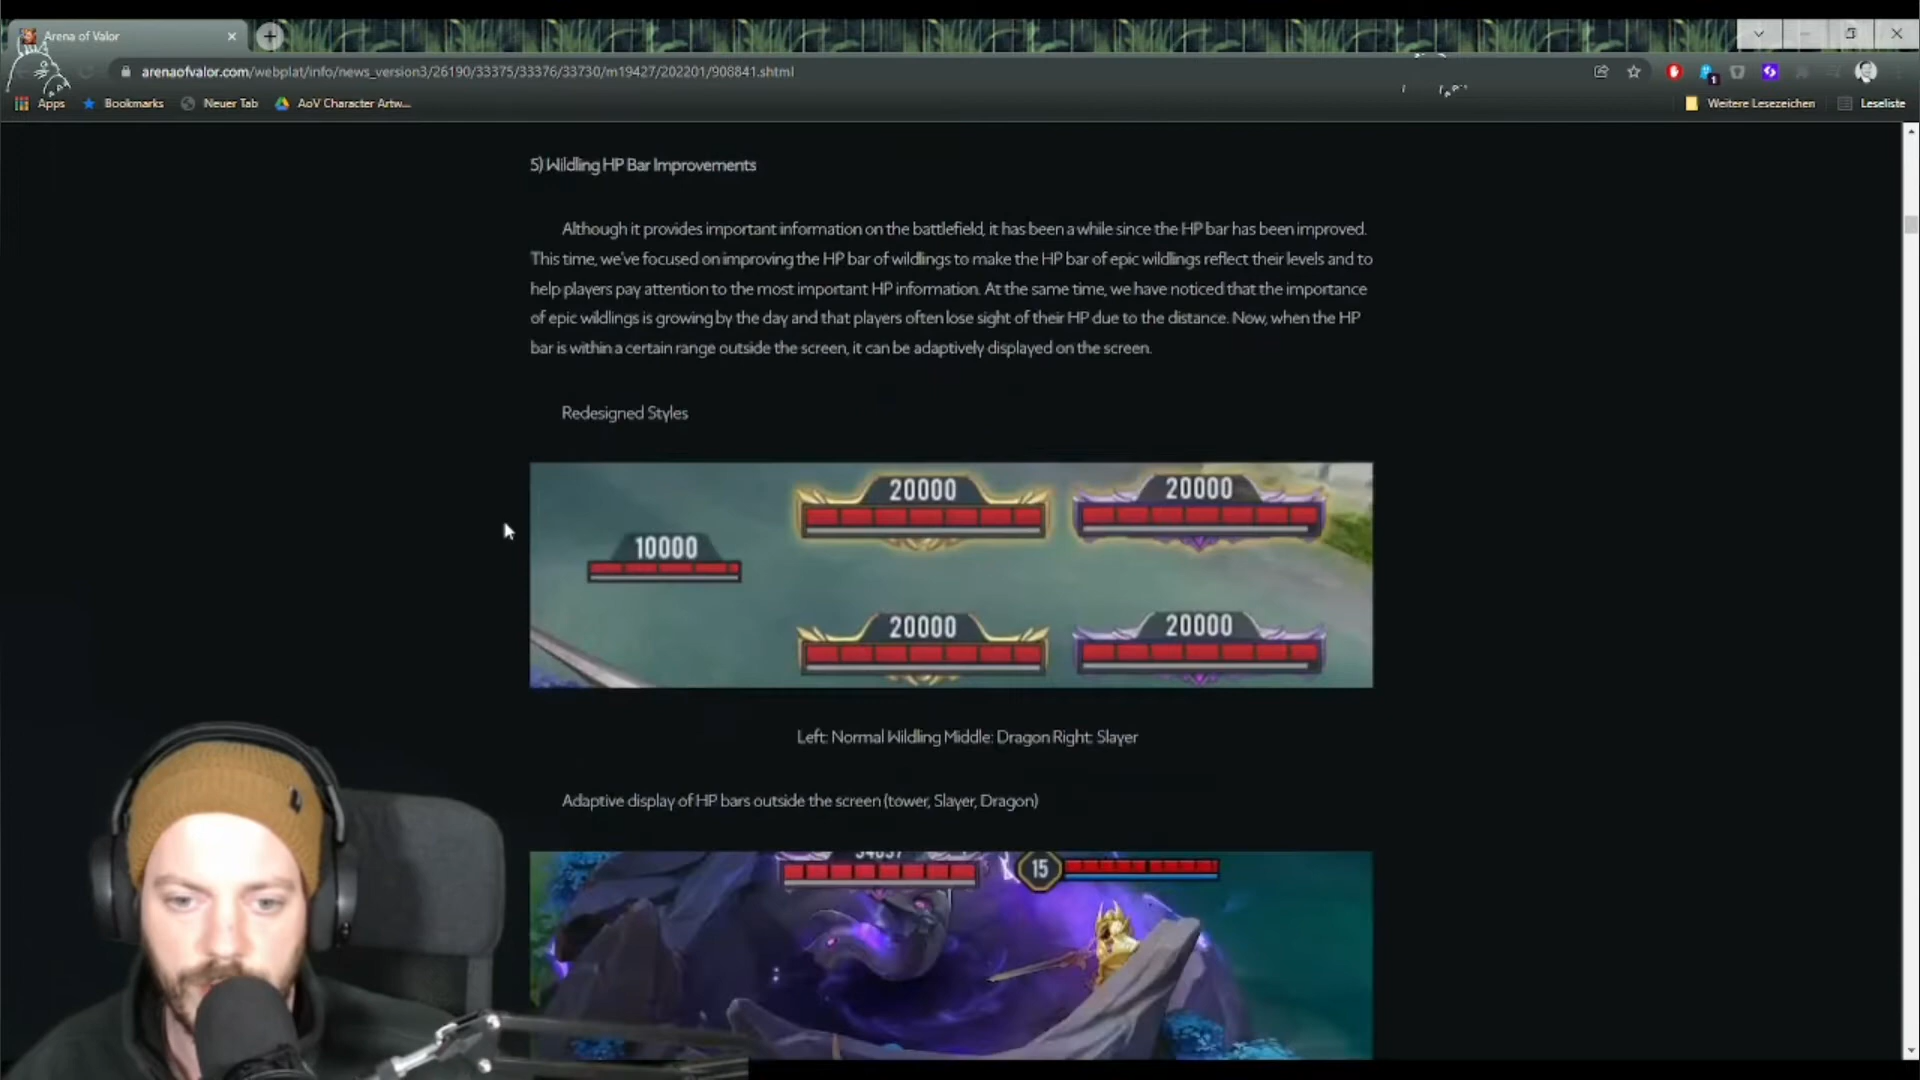 Arena of Valor
arenaofvalor.com/webplat/info/news_version3/26190/33375/33376/33730/m19427/202201/908841.shtml
1
Apps Bookmarks Neuer Tab AoV Character Artw... Weitere Lesezeichen Leseliste
5) Wildling HP Bar Improvements
Although it provides important information on the battlefield, it has been a while since the HP bar has been improved.
This time, we've focused on improving the HP bar of wildlings to make the HP bar of epic wildlings reflect their levels and to
help players pay attention to the most important HP information. At the same time, we have noticed that the importance
of epic wildlings is growing by the day and that players often lose sight of their HP due to the distance. Now, when the HP
bar is within a certain range outside the screen, it can be adaptively displayed on the screen.
Redesigned Styles
20000 20000
10000
20000 20000
Left: Normal Wildling Middle: Dragon Right: Slayer
Adaptive display of HP bars outside the screen (tower, Slayer, Dragon)
15